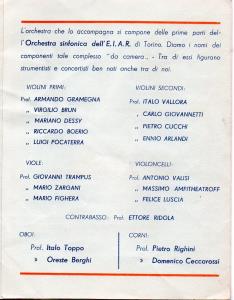 L'orchestra che lo accompagna si compone delle prime parti del-
l'Orchestra sinfonica dell'E.I.A.R. di Torino. Diamo i nomi dei
componenti tale complesso "da camera„. - Tra di essi figurano
strumentisti e concertisti ben noti anche tra di noi.
VIOLINI PRIMI:
Prof. ARMANDO GRAMEGNA
„ VIRGILIO BRUN
„ MARIANO DESSY
„ RICCARDO BOERIO
„ LUIGI POCATERRA
VIOLINI SECONDI:
Prof. ITALO VALLORA
„ CARLO GIOVANNETTI
„ PIETRO CUCCHI
„ ENNIO ARLANDI
VIOLE:
Prof. GIOVANNI TRAMPUS
„ MARIO ZARGANI
„ MARIO FIGHERA
VIOLONCELLI:
Prof. ANTONIO VALISI
„ MASSIMO AMFITHEATROFF
„ FELICE LUSCIA
CONTRABASSO: Prof. ETTORE RIDOLA
OBOI:
Prof. Italo Toppo
» Oreste Berghi
CORNI:
Prof. Pietro Righini
» Domenico Ceccarossi